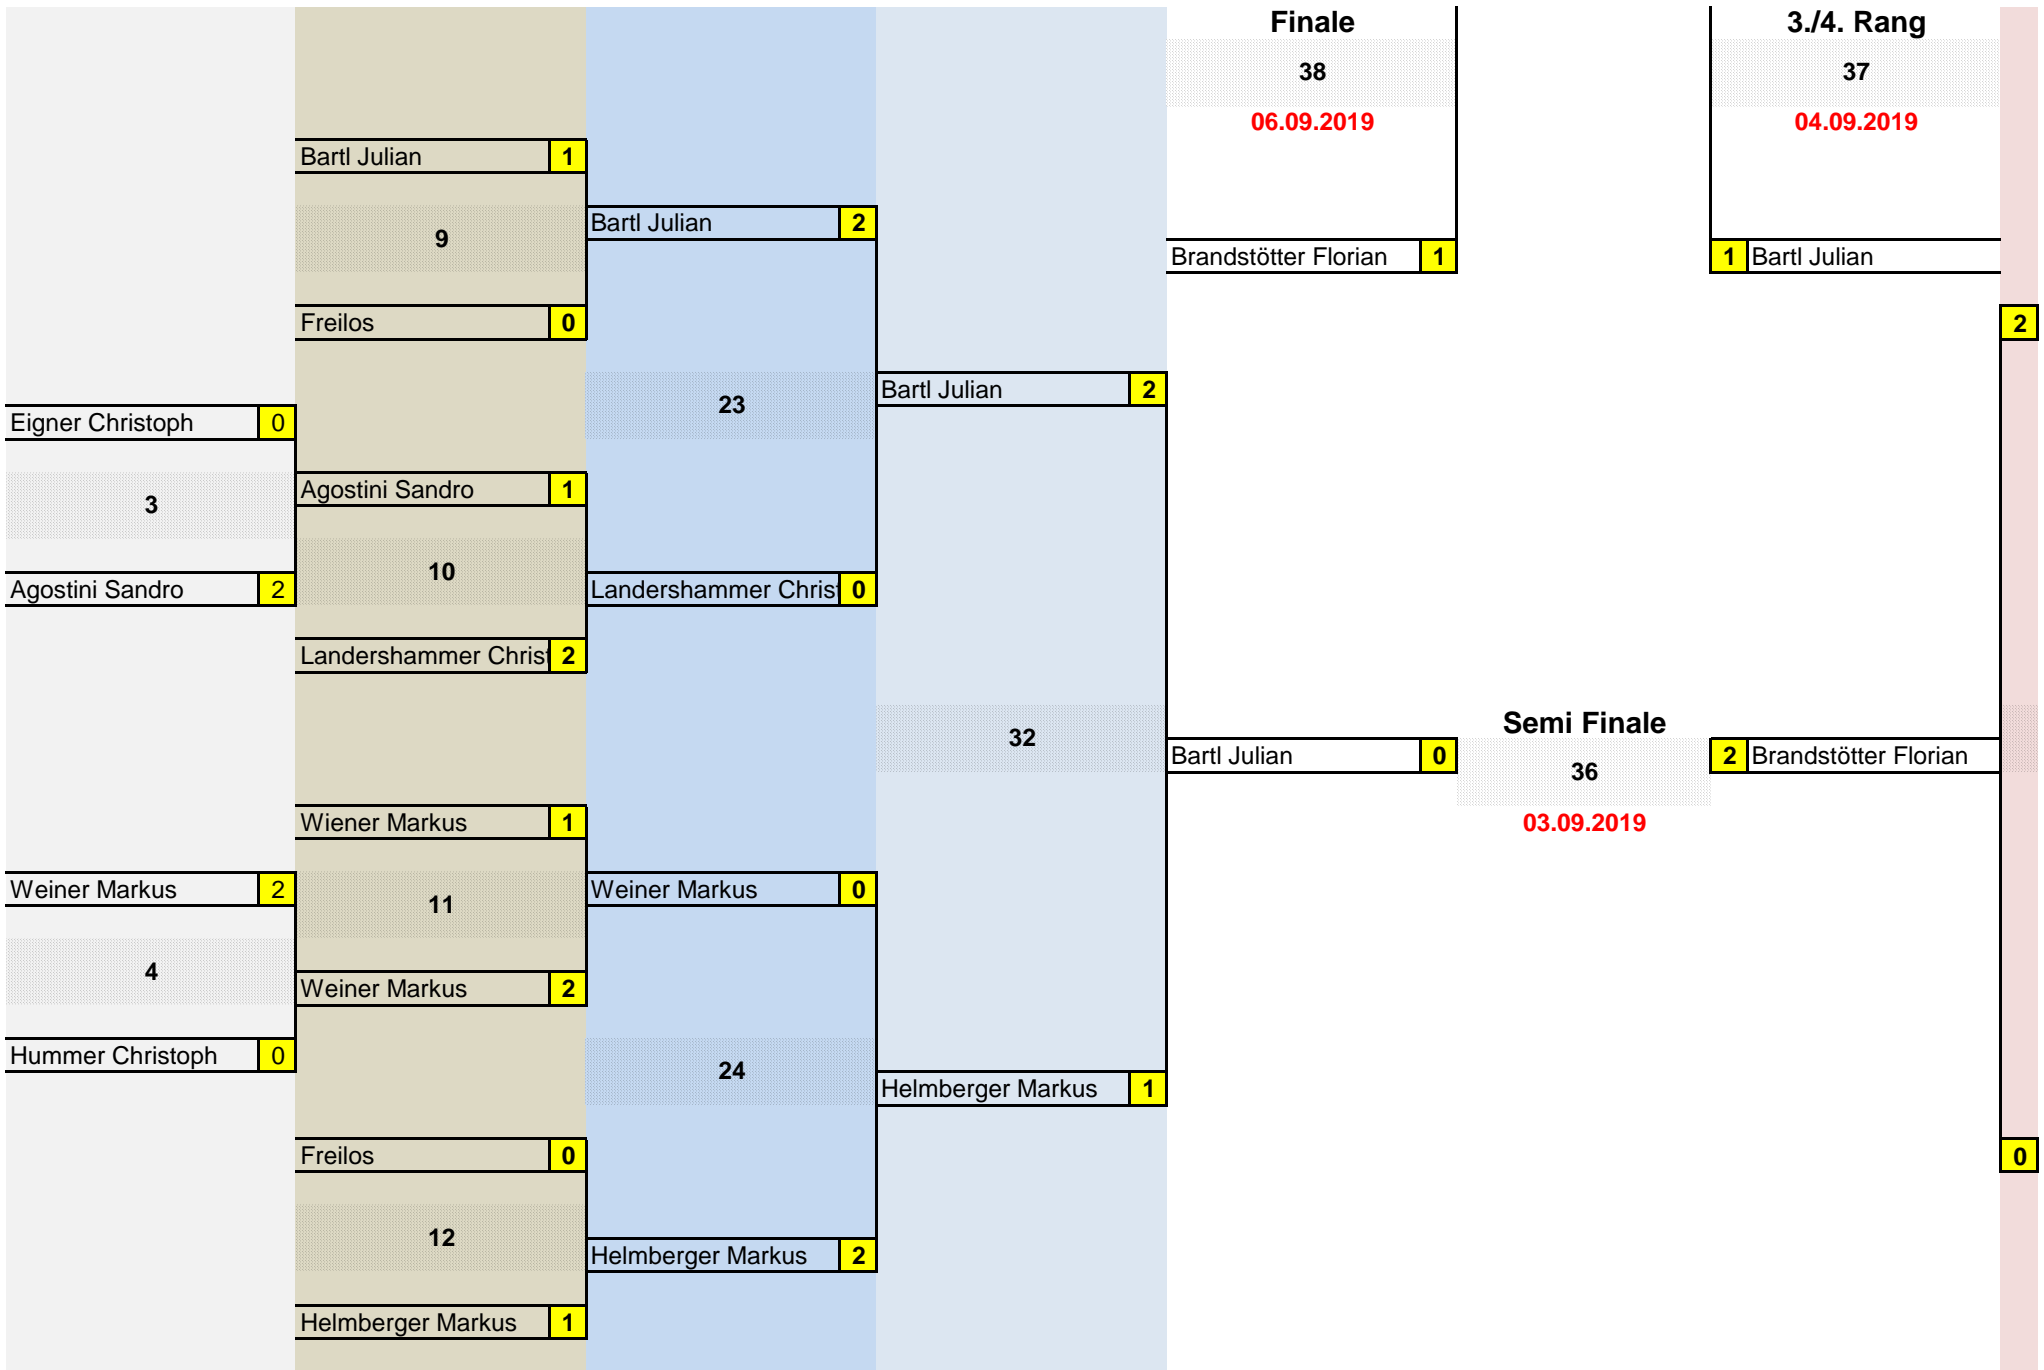 Finale
3./4. Rang
38
37
06.09.2019
04.09.2019
Bartl Julian 1
Bartl Julian 2
9
Brandstötter Florian 1
1 Bartl Julian
Freilos 0
2
Bartl Julian 2
23
Eigner Christoph 0
Agostini Sandro 1
3
10
Agostini Sandro 2
Landershammer Christ 0
Landershammer Christ 2
Semi Finale
32
Bartl Julian 0
2 Brandstötter Florian
36
Wiener Markus 1
03.09.2019
Weiner Markus 2
Weiner Markus 0
11
4
Weiner Markus 2
Hummer Christoph 0
24
Helmberger Markus 1
Freilos 0
0
12
Helmberger Markus 2
Helmberger Markus 1